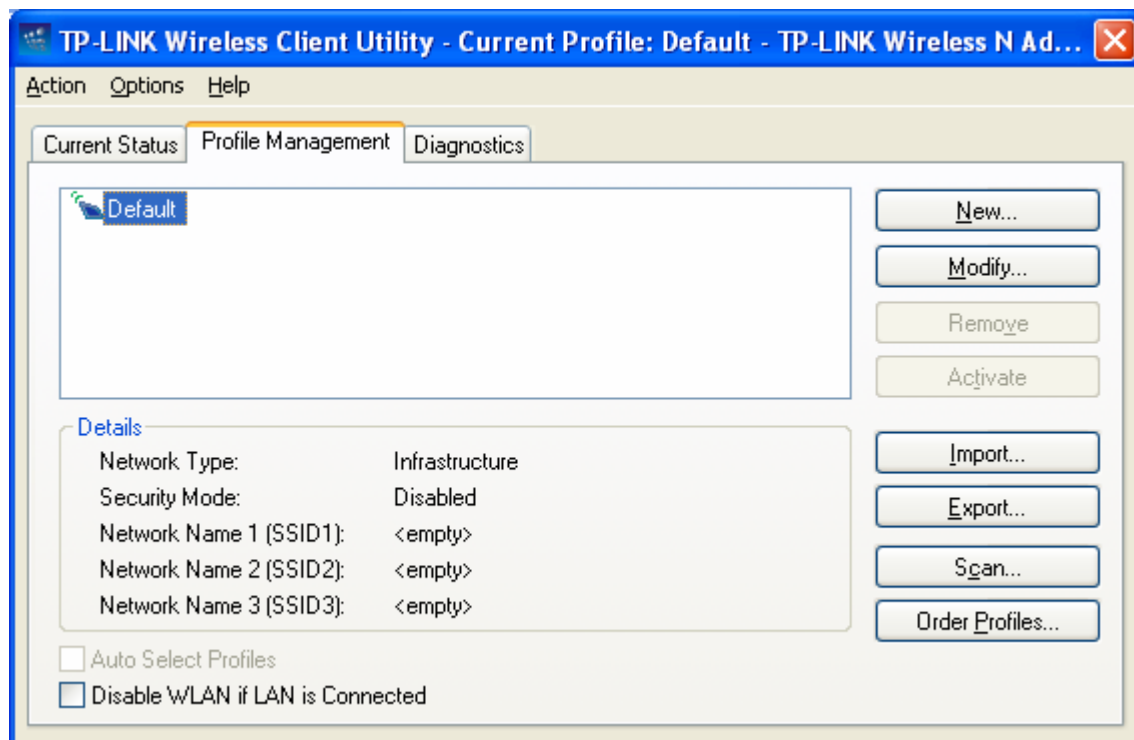 TP-LINK Wireless Client Utility - Current Profile: Default - TP-LINK Wireless N Ad...
Action Options Help
Current Status Profile Management Diagnostics
Default
New...
Modify...
Remove
Activate
Details
Network Type: Infrastructure
Security Mode: Disabled
Network Name 1 (SSID1): <empty>
Network Name 2 (SSID2): <empty>
Network Name 3 (SSID3): <empty>
Import...
Export...
Scan...
Order Profiles...
Auto Select Profiles
Disable WLAN if LAN is Connected